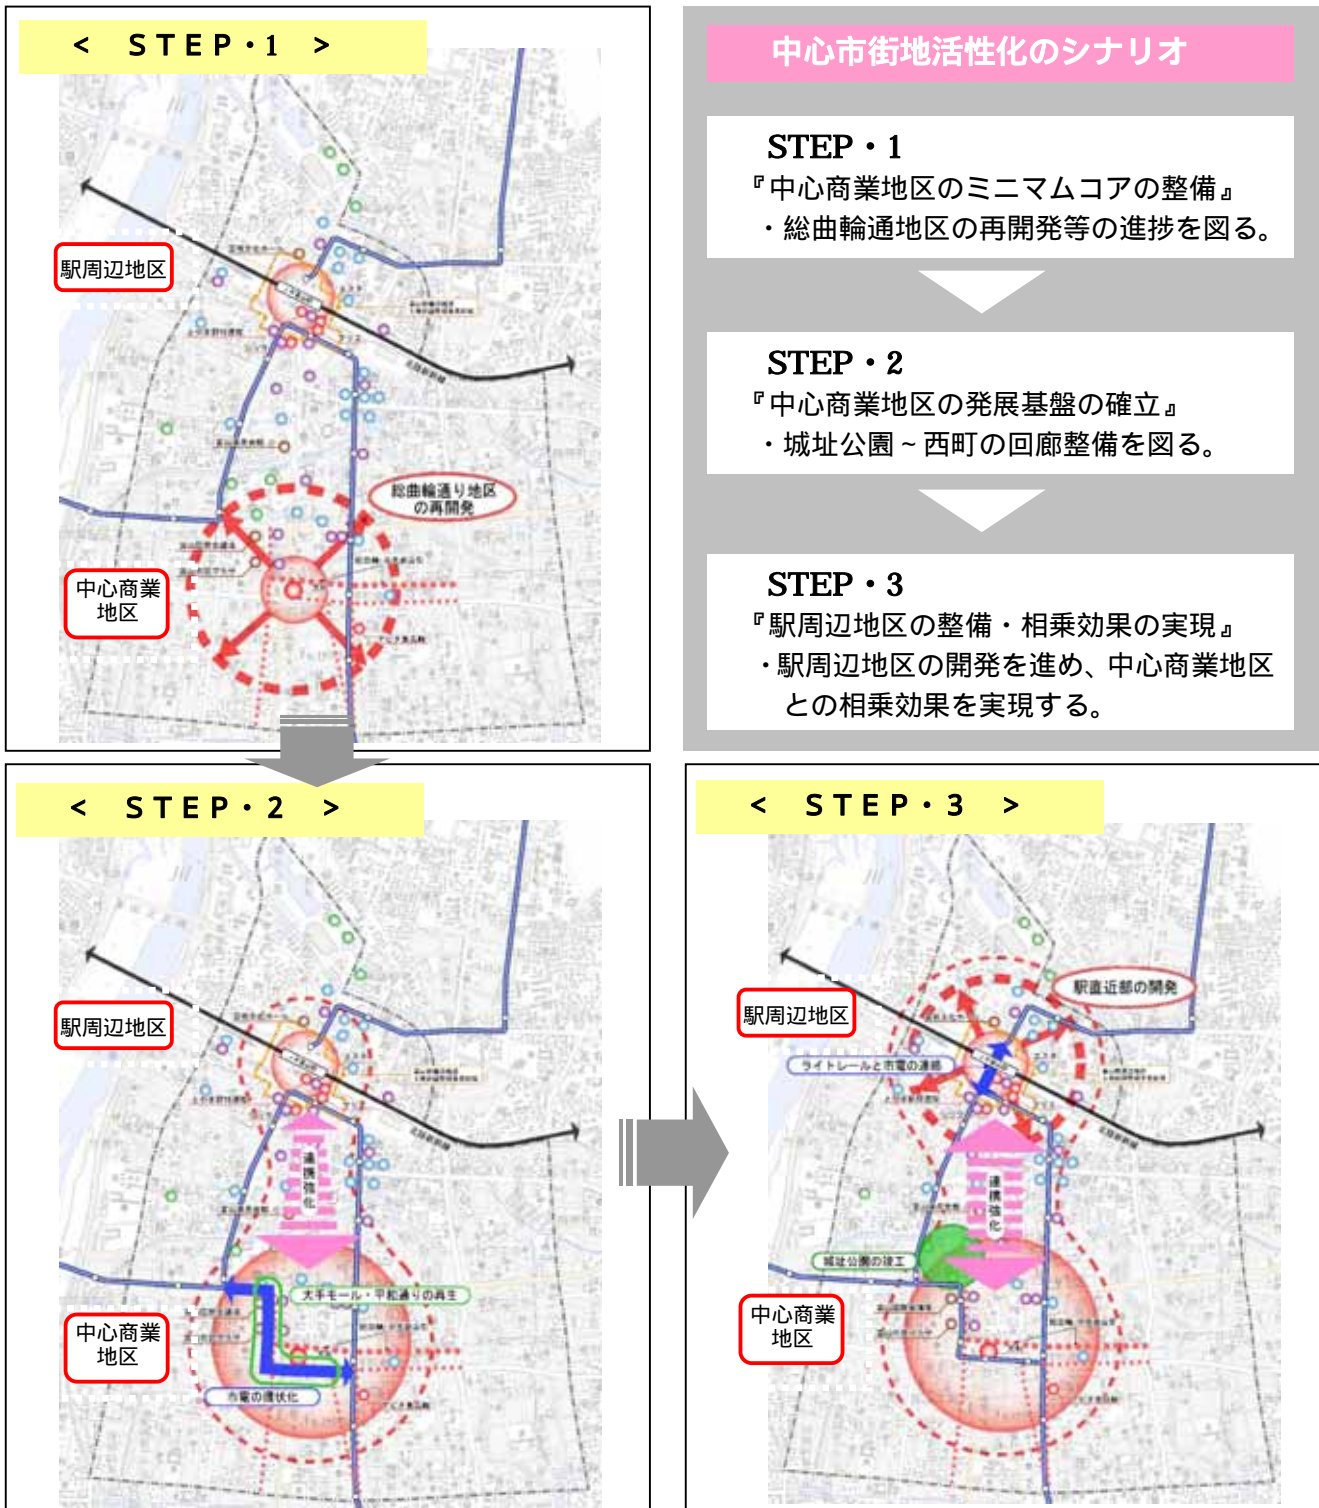 < STEP・1 >
駅周辺地区
総曲輪通り地区
の再開発
中心商業
地区
中心市街地活性化のシナリオ
STEP・1
『中心商業地区のミニマムコアの整備』
・総曲輪通地区の再開発等の進捗を図る。
STEP・2
『中心商業地区の発展基盤の確立』
・城址公園~西町の回廊整備を図る。
STEP・3
『駅周辺地区の整備・相乗効果の実現』
・駅周辺地区の開発を進め、中心商業地区
との相乗効果を実現する。
< STEP・2 >
駅周辺地区
連携強化
大手モール・平和通りの再生
中心商業
地区
市電の環状化
< STEP・3 >
駅直近部の開発
駅周辺地区
ライトレールと市電の連絡
連携強化
城址公園の竣工
中心商業
地区